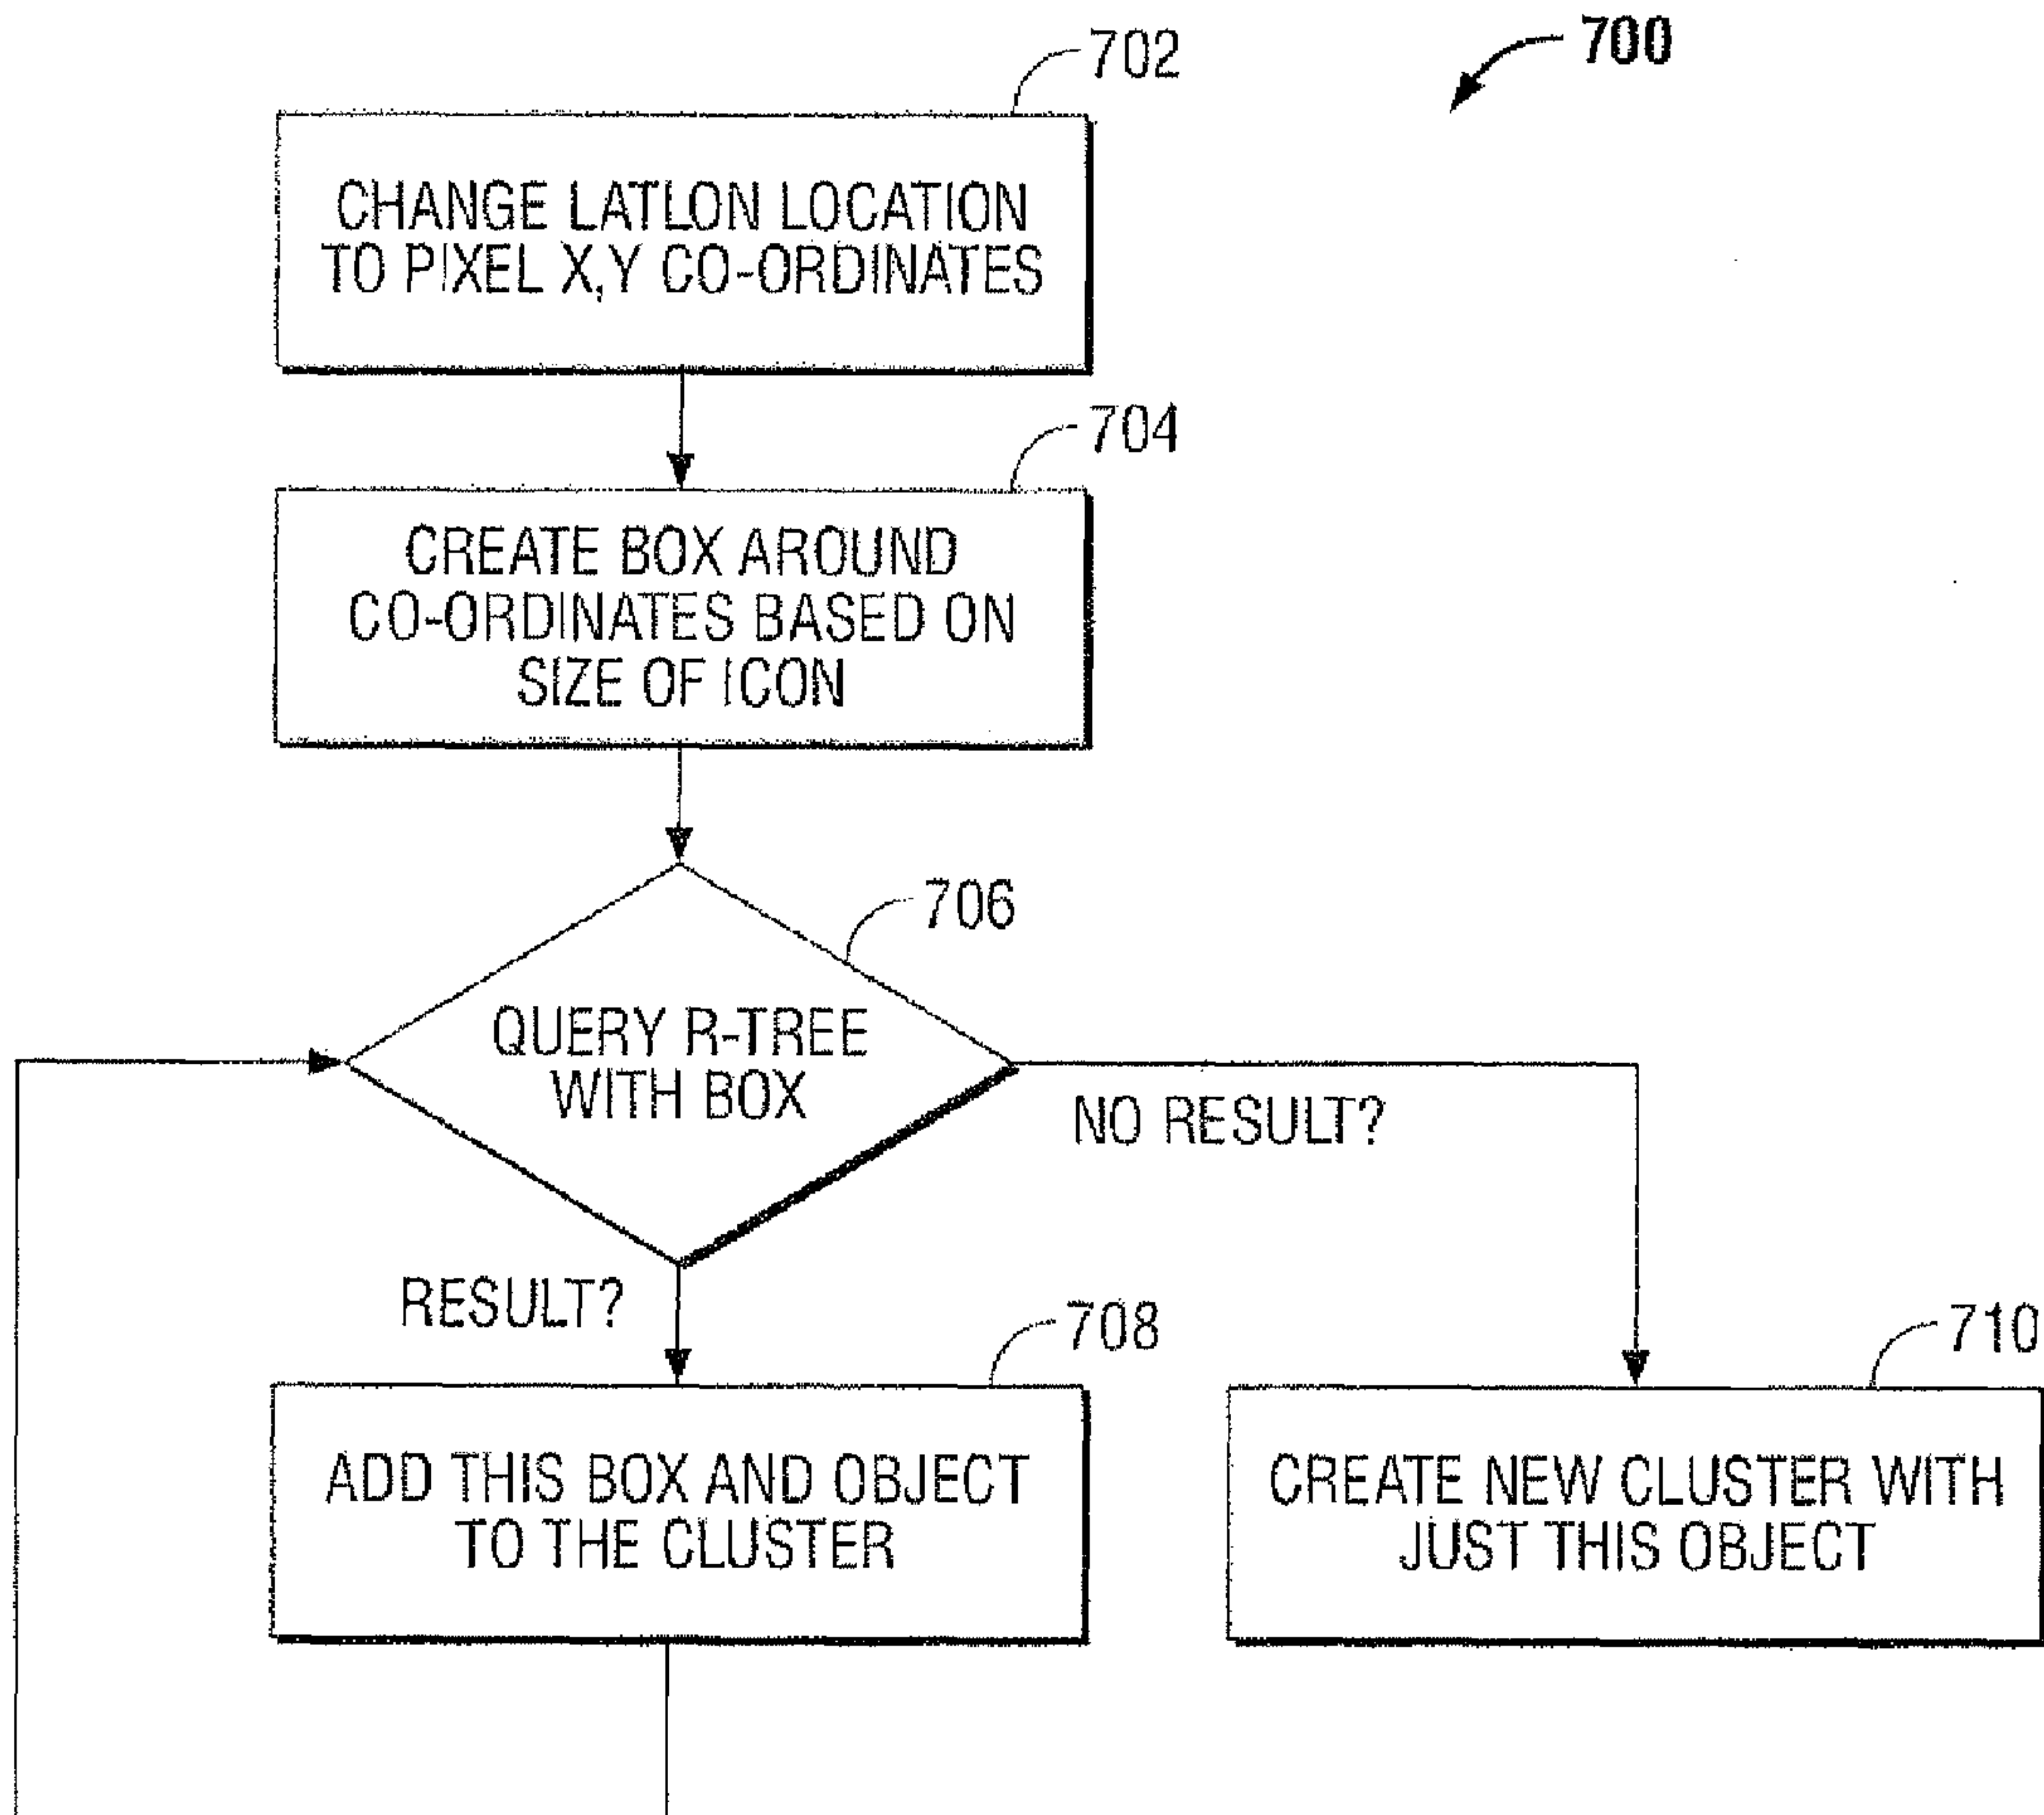 700
702
CHANGE LATLON LOCATION
TO PIXEL X,Y CO-ORDINATES
704
CREATE BOX AROUND
CO-ORDINATES BASED ON
SIZE OF ICON
706
QUERY R-TREE
WITH BOX
NO RESULT?
RESULT?
708
ADD THIS BOX AND OBJECT
TO THE CLUSTER
710
CREATE NEW CLUSTER WITH
JUST THIS OBJECT